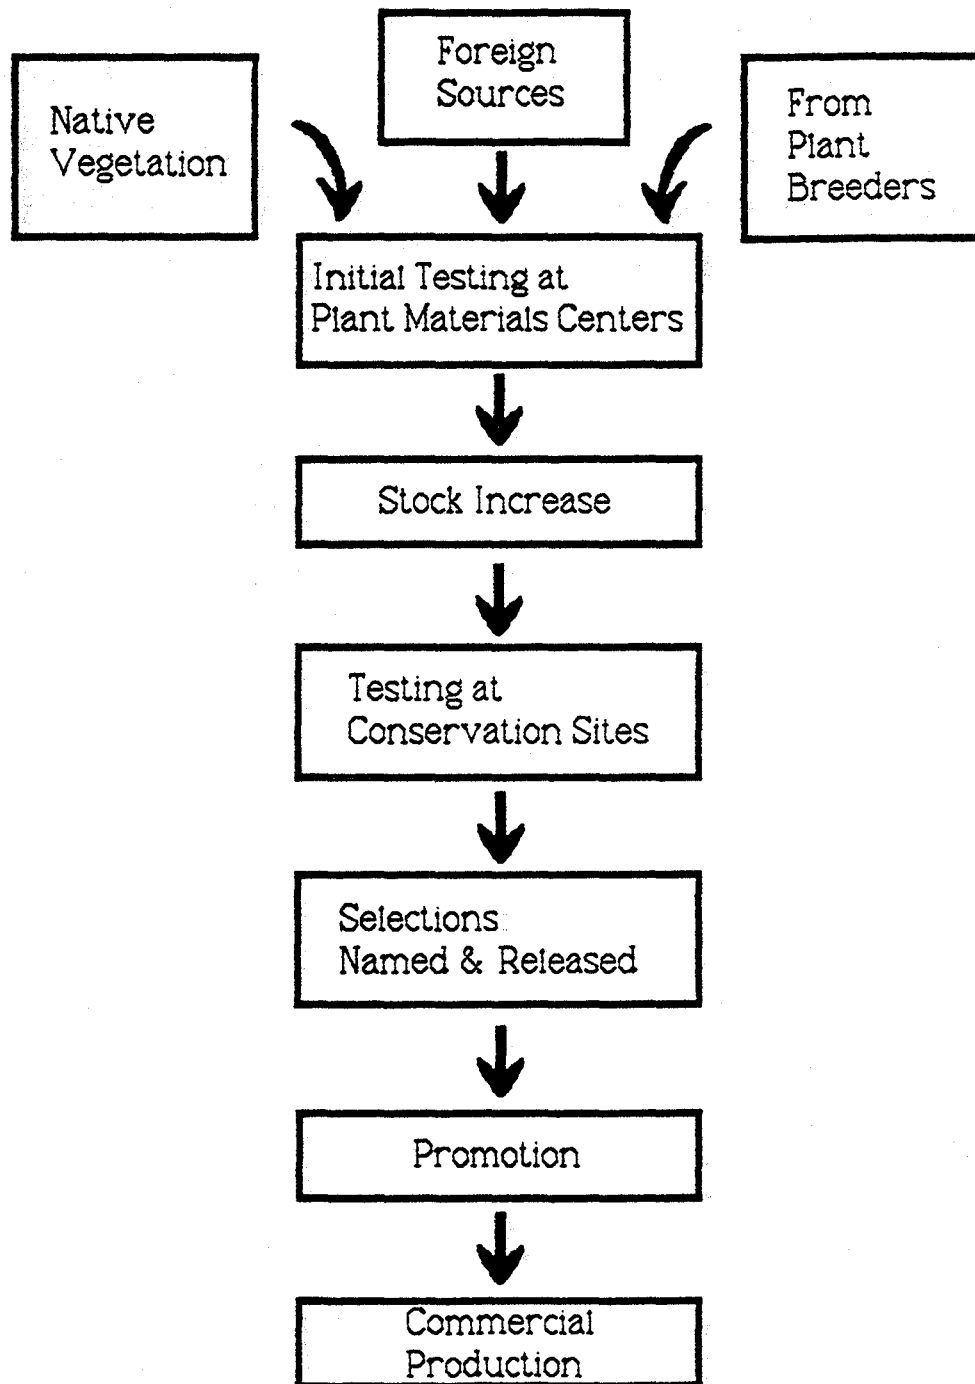 Native
Vegetation
Foreign
Sources
From
Plant
Breeders
Initial Testing at
Plant Materials Centers
Stock Increase
Testing at
Conservation Sites
Selections
Named & Released
Promotion
Commercial
Production